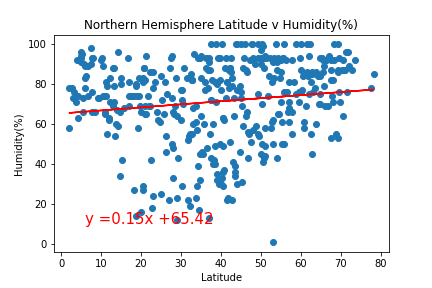 Northern Hemisphere Latitude v Humidity(%)
100
80
60
40
20
0
Humidity(%)
y =0.15x +65.42
0 10 20 30 40 50 60 70 80
Latitude